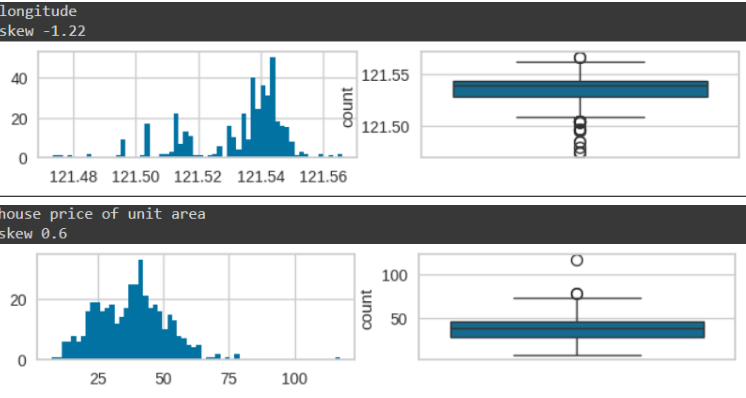 longitude
skew -1.22
40
20
0
121.48 121.50 121.52 121.54 121.56
count
121.55
121.50
house price of unit area
skew 0.6
20
0
25 50 75 100
count
100
50